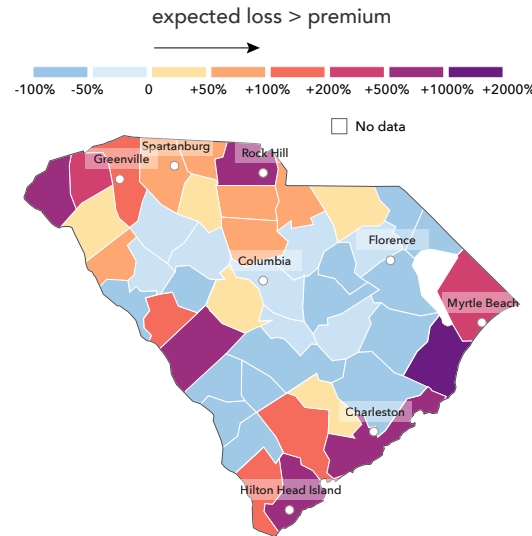 expected loss > premium
-100% -50% 0 +50% +100% +200% +500% +1000% +2000%
No data
Spartanburg
Greenville
Rock Hill
Florence
Columbia
Myrtle Beach
Charleston
Hilton Head Island